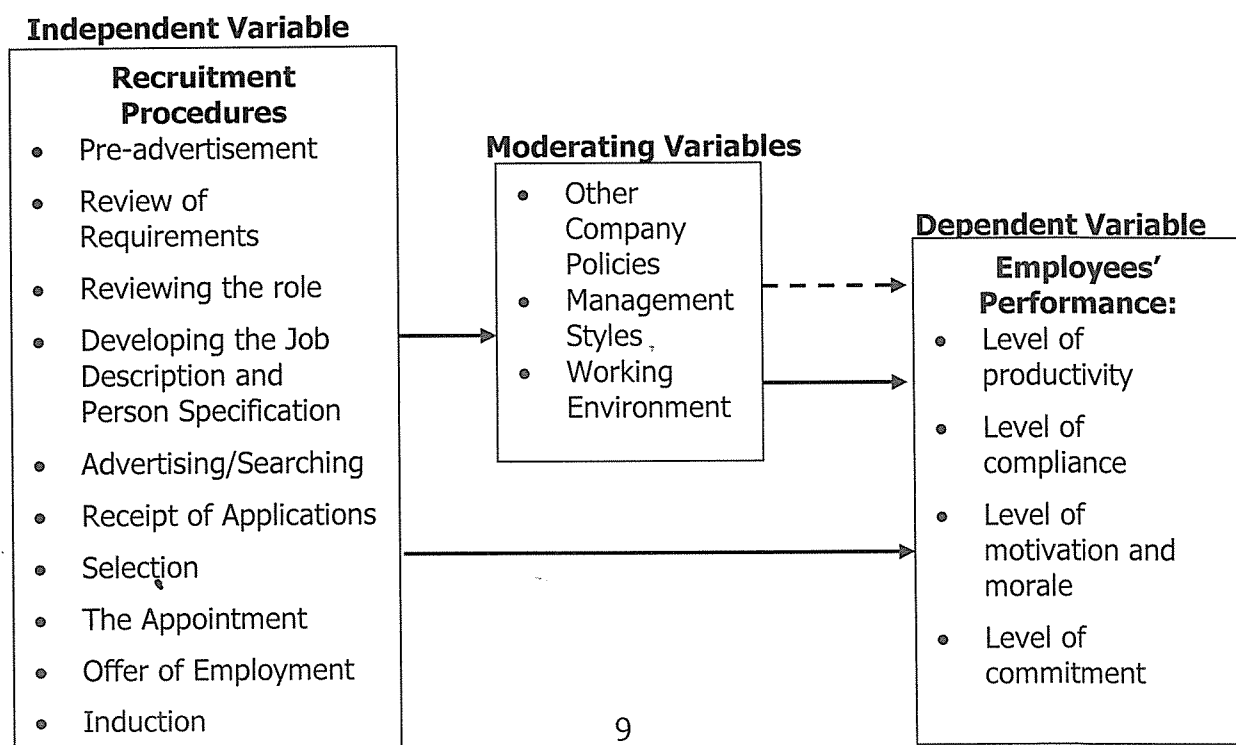 Independent Variable
Recruitment
Procedures
• Pre-advertisement
• Review of
Requirements
• Reviewing the role
• Developing the Job
Description and
Person Specification
• Advertising/Searching
• Receipt of Applications
• Selection
• The Appointment
• Offer of Employment
• Induction
Moderating Variables
• Other
Company
Policies
• Management
Styles
• Working
Environment
Dependent Variable
Employees’
Performance:
• Level of
productivity
• Level of
compliance
• Level of
motivation and
morale
• Level of
commitment
9